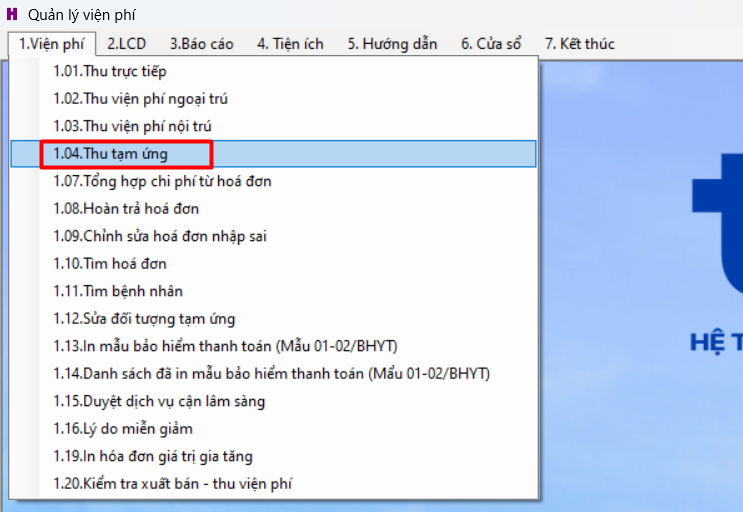 H Quản lý viện phí
1.Viện phí 2.LCD 3.Báo cáo 4. Tiện ích 5. Hướng dẫn 6. Cửa sổ 7. Kết thúc
1.01.Thu trực tiếp
1.02.Thu viện phí ngoại trú
1.03.Thu viện phí nội trú
1.04.Thu tạm ứng
1.07.Tổng hợp chi phí từ hoá đơn
1.08.Hoàn trả hoá đơn
1.09.Chỉnh sửa hoá đơn nhập sai
1.10.Tìm hoá đơn
1.11.Tìm bệnh nhân
1.12.Sửa đối tượng tạm ứng
1.13.In mẫu bảo hiểm thanh toán (Mẫu 01-02/BHYT)
1.14.Danh sách đã in mẫu bảo hiểm thanh toán (Mẩu 01-02/BHYT)
1.15.Duyệt dịch vụ cận lâm sàng
1.16.Lý do miễn giảm
1.19.In hóa đơn giá trị gia tăng
1.20.Kiểm tra xuất bán - thu viện phí
t
HỆ T